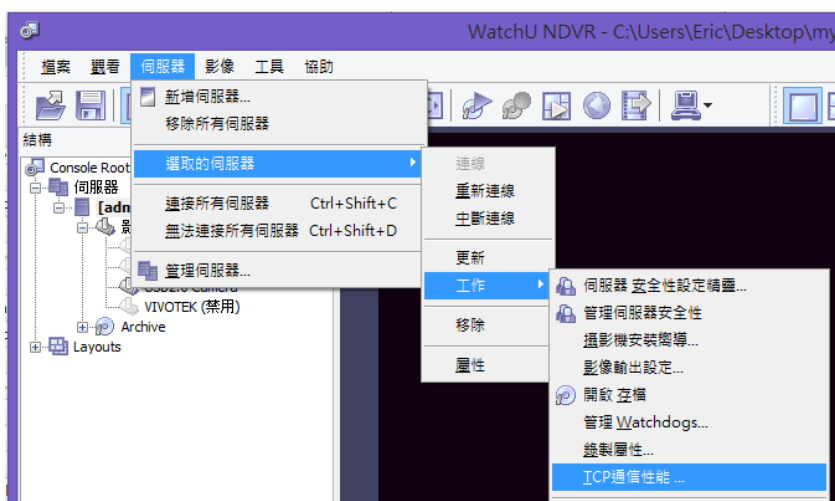 WatchU NDVR - C:\Users\Eric\Desktop\my
檔案 觀看 伺服器 影像 工具 協助
新增伺服器...
移除所有伺服器
選取的伺服器
連接所有伺服器 Ctrl+Shift+C
無法連接所有伺服器 Ctrl+Shift+D
管理伺服器...
結構
Console Root
伺服器
[adn
USB2.0 Camera
VIVOTEK (禁用)
Archive
Layouts
連線
重新連線
中斷連線
更新
工作
移除
屬性
伺服器 安全性設定精靈...
管理伺服器安全性
攝影機安裝嚮導...
影像輸出設定...
開啟 存檔
管理 Watchdogs...
錄製屬性...
TCP通信性能 ...